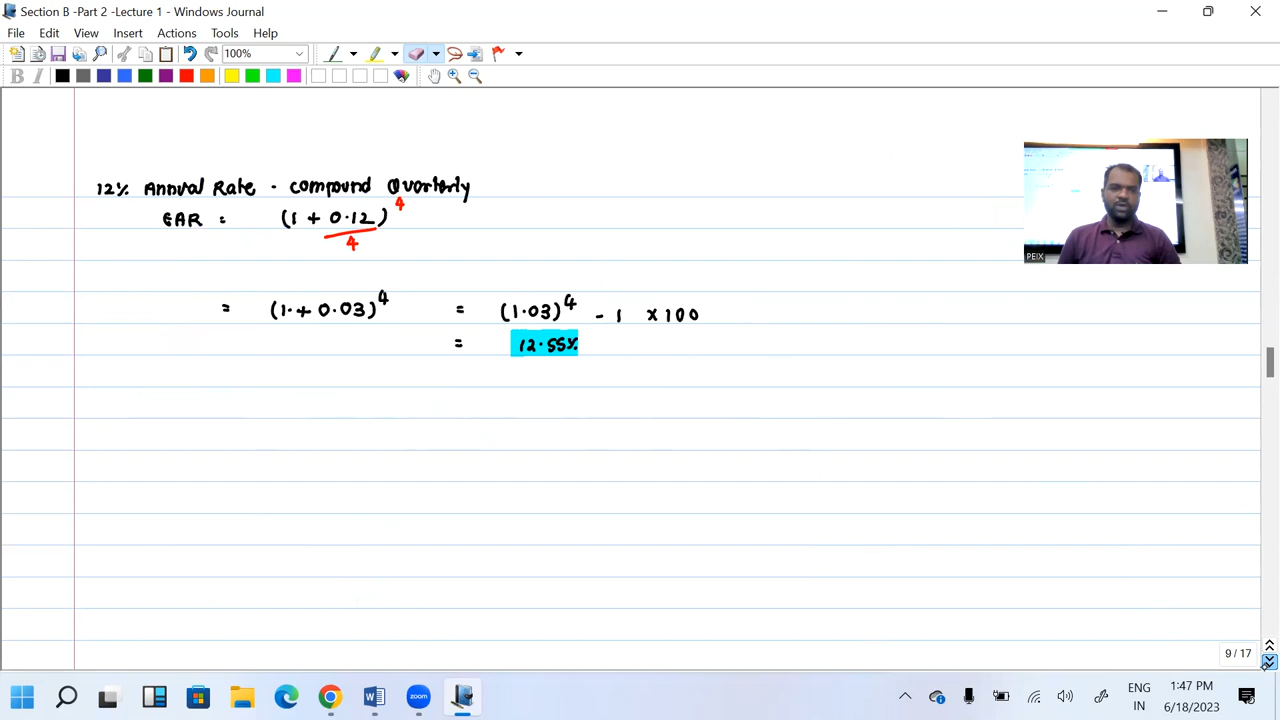 Section B -Part 2 -Lecture 1 - Windows Journal
File Edit View Insert Actions Tools Help
100%
B I
12% Annual Rate - compound Quarterly
EAR = (1 + 0.12)
4
4
= (1 + 0.03)4 = (1.03)4 - 1 x100
= 12.55%
PEIX
9 / 17
zoom
ENG 1:47 PM
IN 6/18/2023